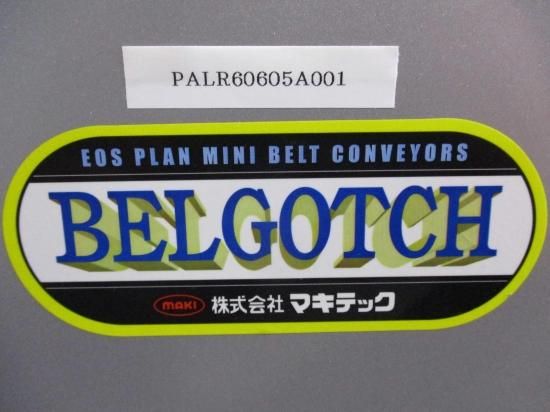 PALR60605A001
EOS PLAN MINI BELT CONVEYORS
BELGOTCH
MAKI 株式会社 マキテック